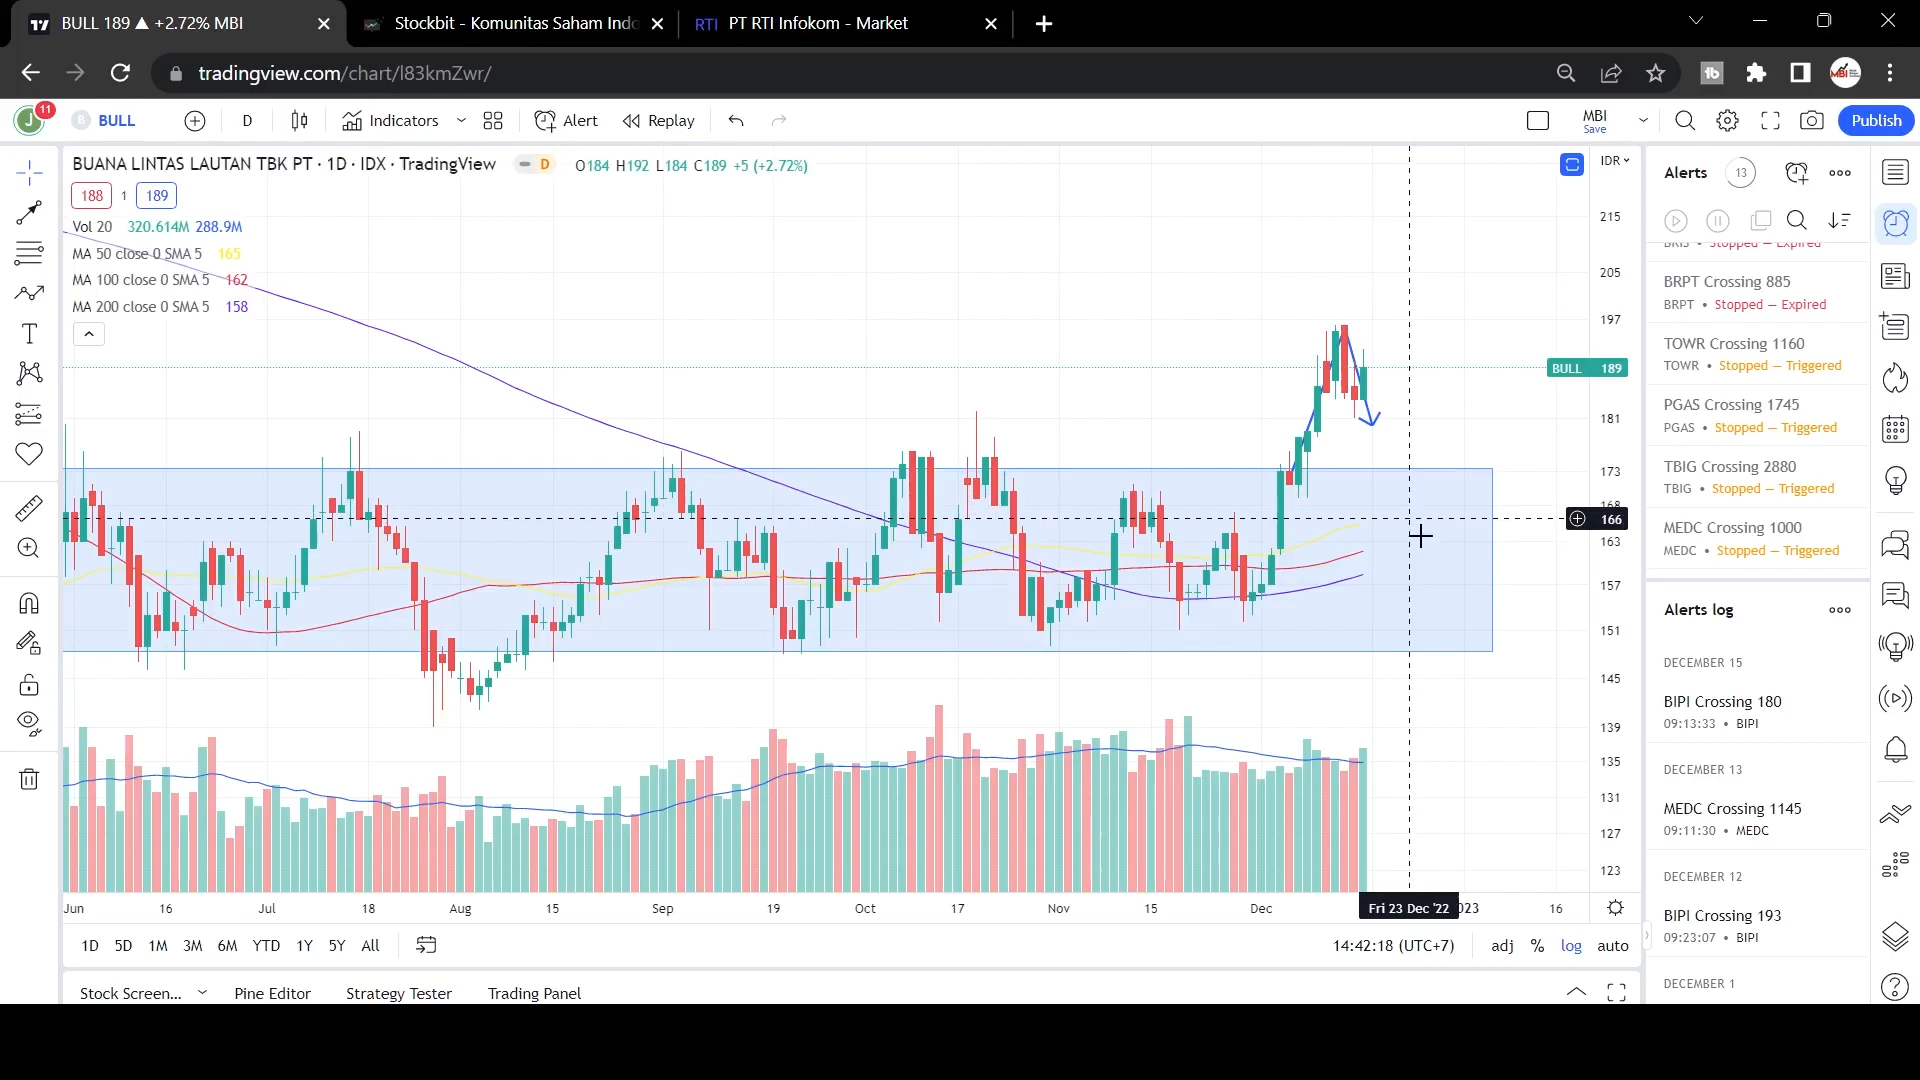 BULL 189 ▲ +2.72% MBI
Stockbit - Komunitas Saham Indo
RTI PT RTI Infokom - Market
tradingview.com/chart/l83kmZwr/
J 11
B BULL
D
Indicators
Alert
Replay
MBI
Save
Publish
BUANA LINTAS LAUTAN TBK PT · 1D · IDX · TradingView
D
O184 H192 L184 C189 +5 (+2.72%)
188 1 189
Vol 20 320.614M 288.9M
MA 50 close 0 SMA 5 165
MA 100 close 0 SMA 5 162
MA 200 close 0 SMA 5 158
IDR
215
205
197
BULL 189
181
173
168
166
163
157
151
145
139
135
131
127
123
Jun 16 Jul 18 Aug 15 Sep 19 Oct 17 Nov 15 Dec Fri 23 Dec '22 023 16
1D 5D 1M 3M 6M YTD 1Y 5Y All
14:42:18 (UTC+7) adj % log auto
Stock Screen... Pine Editor Strategy Tester Trading Panel
Alerts 13
BRIS • Stopped — Expired
BRPT Crossing 885
BRPT • Stopped — Expired
TOWR Crossing 1160
TOWR • Stopped — Triggered
PGAS Crossing 1745
PGAS • Stopped — Triggered
TBIG Crossing 2880
TBIG • Stopped — Triggered
MEDC Crossing 1000
MEDC • Stopped — Triggered
Alerts log
DECEMBER 15
BIPI Crossing 180
09:13:33 • BIPI
DECEMBER 13
MEDC Crossing 1145
09:11:30 • MEDC
DECEMBER 12
BIPI Crossing 193
09:23:07 • BIPI
DECEMBER 1